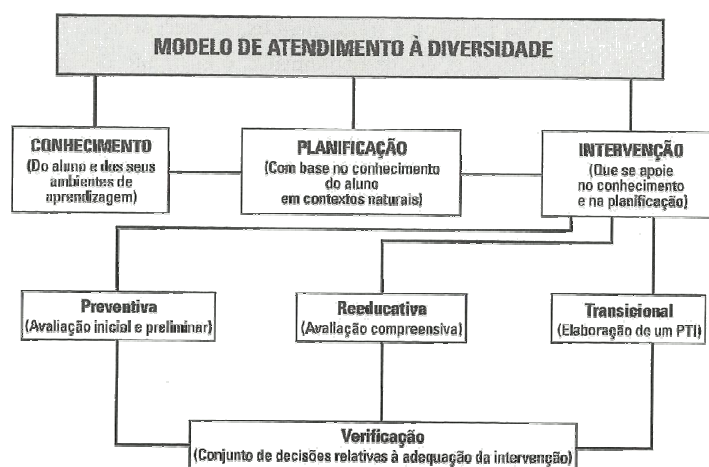 MODELO DE ATENDIMENTO À DIVERSIDADE
CONHECIMENTO
(Do aluno e dos seus
ambientes de
aprendizagem)
PLANIFICAÇÃO
(Com base no conhecimento
do aluno
em contextos naturais)
INTERVENÇÃO
(Que se apoie
no conhecimento
e na planificação)
Preventiva
(Avaliação inicial e preliminar)
Reeducativa
(Avaliação compreensiva)
Transicional
(Elaboração de um PTI)
Verificação
(Conjunto de decisões relativas à adequação da intervenção)